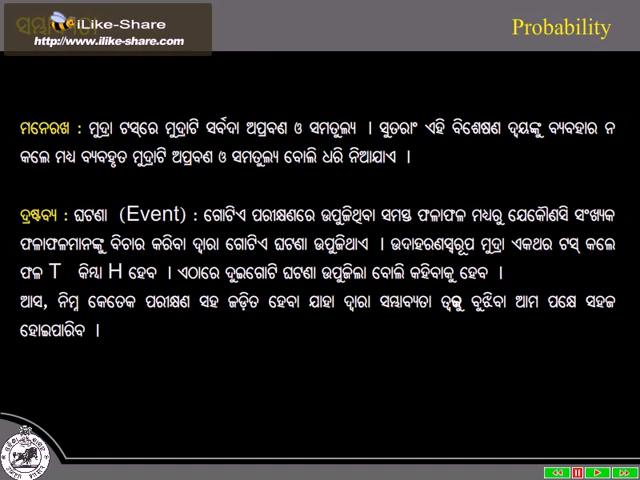 iLike-Share
http://www.ilike-share.com
Probability
ମନେରଖ : ମୁଦ୍ରା ଟସ୍‌ରେ ମୁଦ୍ରାଟି ସର୍ବଦା ଅପ୍ରବଣ ଓ ସମତୁଲ୍ୟ । ସୁତରାଂ ଏହି ବିଶେଷଣ ଦ୍ୱୟଙ୍କୁ ବ୍ୟବହାର ନ
କଲେ ମଧ୍ୟ ବ୍ୟବହୃତ ମୁଦ୍ରାଟି ଅପ୍ରବଣ ଓ ସମତୁଲ୍ୟ ବୋଲି ଧରି ନିଆଯାଏ ।
ଦ୍ରଷ୍ଟବ୍ୟ : ଘଟଣା (Event) : ଗୋଟିଏ ପରୀକ୍ଷଣରେ ଉପୁଜିଥିବା ସମସ୍ତ ଫଳାଫଳ ମଧ୍ୟରୁ ଯେକୌଣସି ସଂଖ୍ୟକ
ଫଳାଫଳମାନଙ୍କୁ ବିଚାର କରିବା ଦ୍ୱାରା ଗୋଟିଏ ଘଟଣା ଉପୁଜିଥାଏ । ଉଦାହରଣସ୍ୱରୂପ ମୁଦ୍ରା ଏକଥର ଟସ୍ କଲେ
ଫଳ T କିମ୍ବା H ହେବ । ଏଠାରେ ଦୁଇଗୋଟି ଘଟଣା ଉପୁଜିଲା ବୋଲି କହିବାକୁ ହେବ ।
ଆସ, ନିମ୍ନ କେତେକ ପରୀକ୍ଷଣ ସହ ଜଡ଼ିତ ହେବା ଯାହା ଦ୍ୱାରା ସମ୍ଭାବ୍ୟତା ତତ୍ତ୍ୱକୁ ବୁଝିବା ଆମ ପକ୍ଷେ ସହଜ
ହୋଇପାରିବ ।